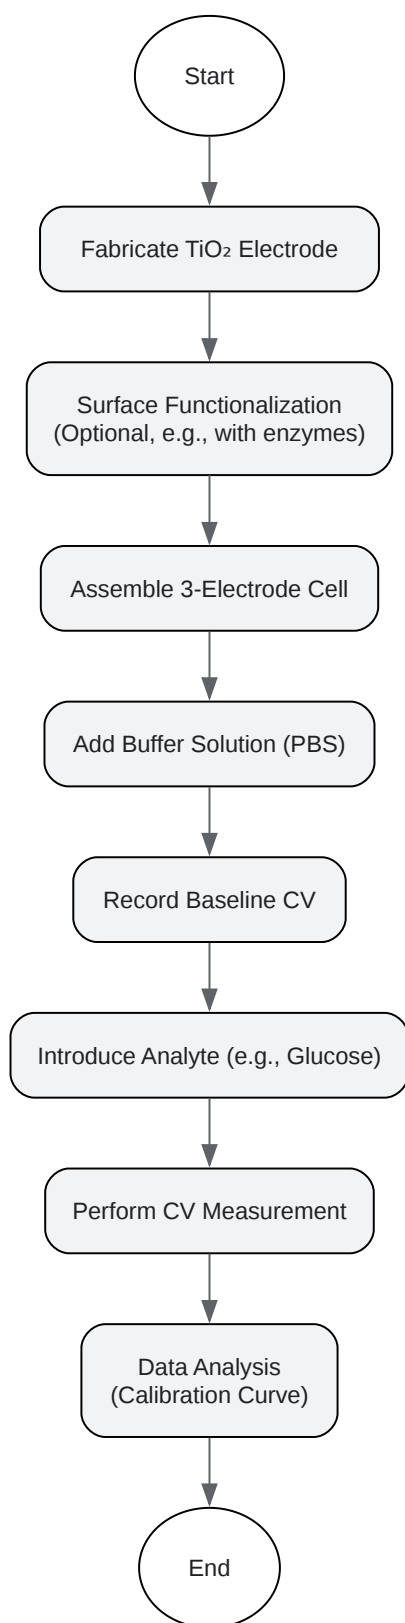 Start
Fabricate TiO₂ Electrode
Surface Functionalization
(Optional, e.g., with enzymes)
Assemble 3-Electrode Cell
Add Buffer Solution (PBS)
Record Baseline CV
Introduce Analyte (e.g., Glucose)
Perform CV Measurement
Data Analysis
(Calibration Curve)
End